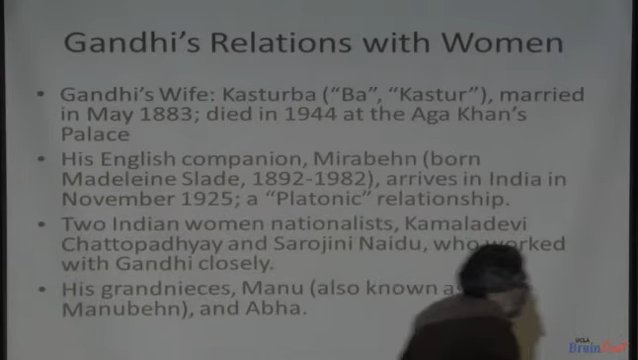 Gandhi's Relations with Women
• Gandhi's Wife: Kasturba ("Ba", "Kastur"), married
in May 1883; died in 1944 at the Aga Khan's
Palace
• His English companion, Mirabehn (born
Madeleine Slade, 1892-1982), arrives in India in
November 1925; a "Platonic" relationship.
• Two Indian women nationalists, Kamaladevi
Chattopadhyay and Sarojini Naidu, who worked
with Gandhi closely.
• His grandnieces, Manu (also known as
Manubehn), and Abha.
UCLA